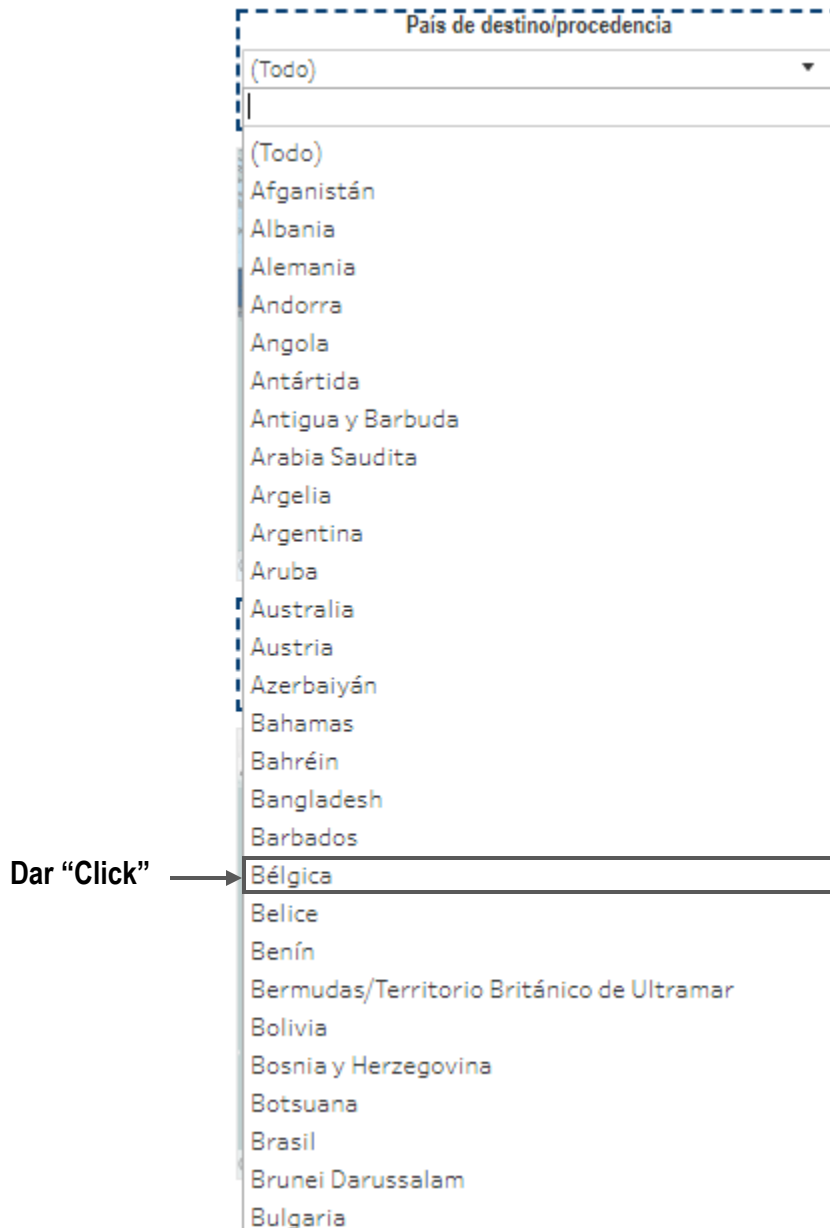 País de destino/procedencia
(Todo)
(Todo)
Afganistán
Albania
Alemania
Andorra
Angola
Antártida
Antigua y Barbuda
Arabia Saudita
Argelia
Argentina
Aruba
Australia
Austria
Azerbaiyán
Bahamas
Bahréin
Bangladesh
Barbados
Dar “Click” Bélgica
Belice
Benín
Bermudas/Territorio Británico de Ultramar
Bolivia
Bosnia y Herzegovina
Botsuana
Brasil
Brunei Darussalam
Bulgaria